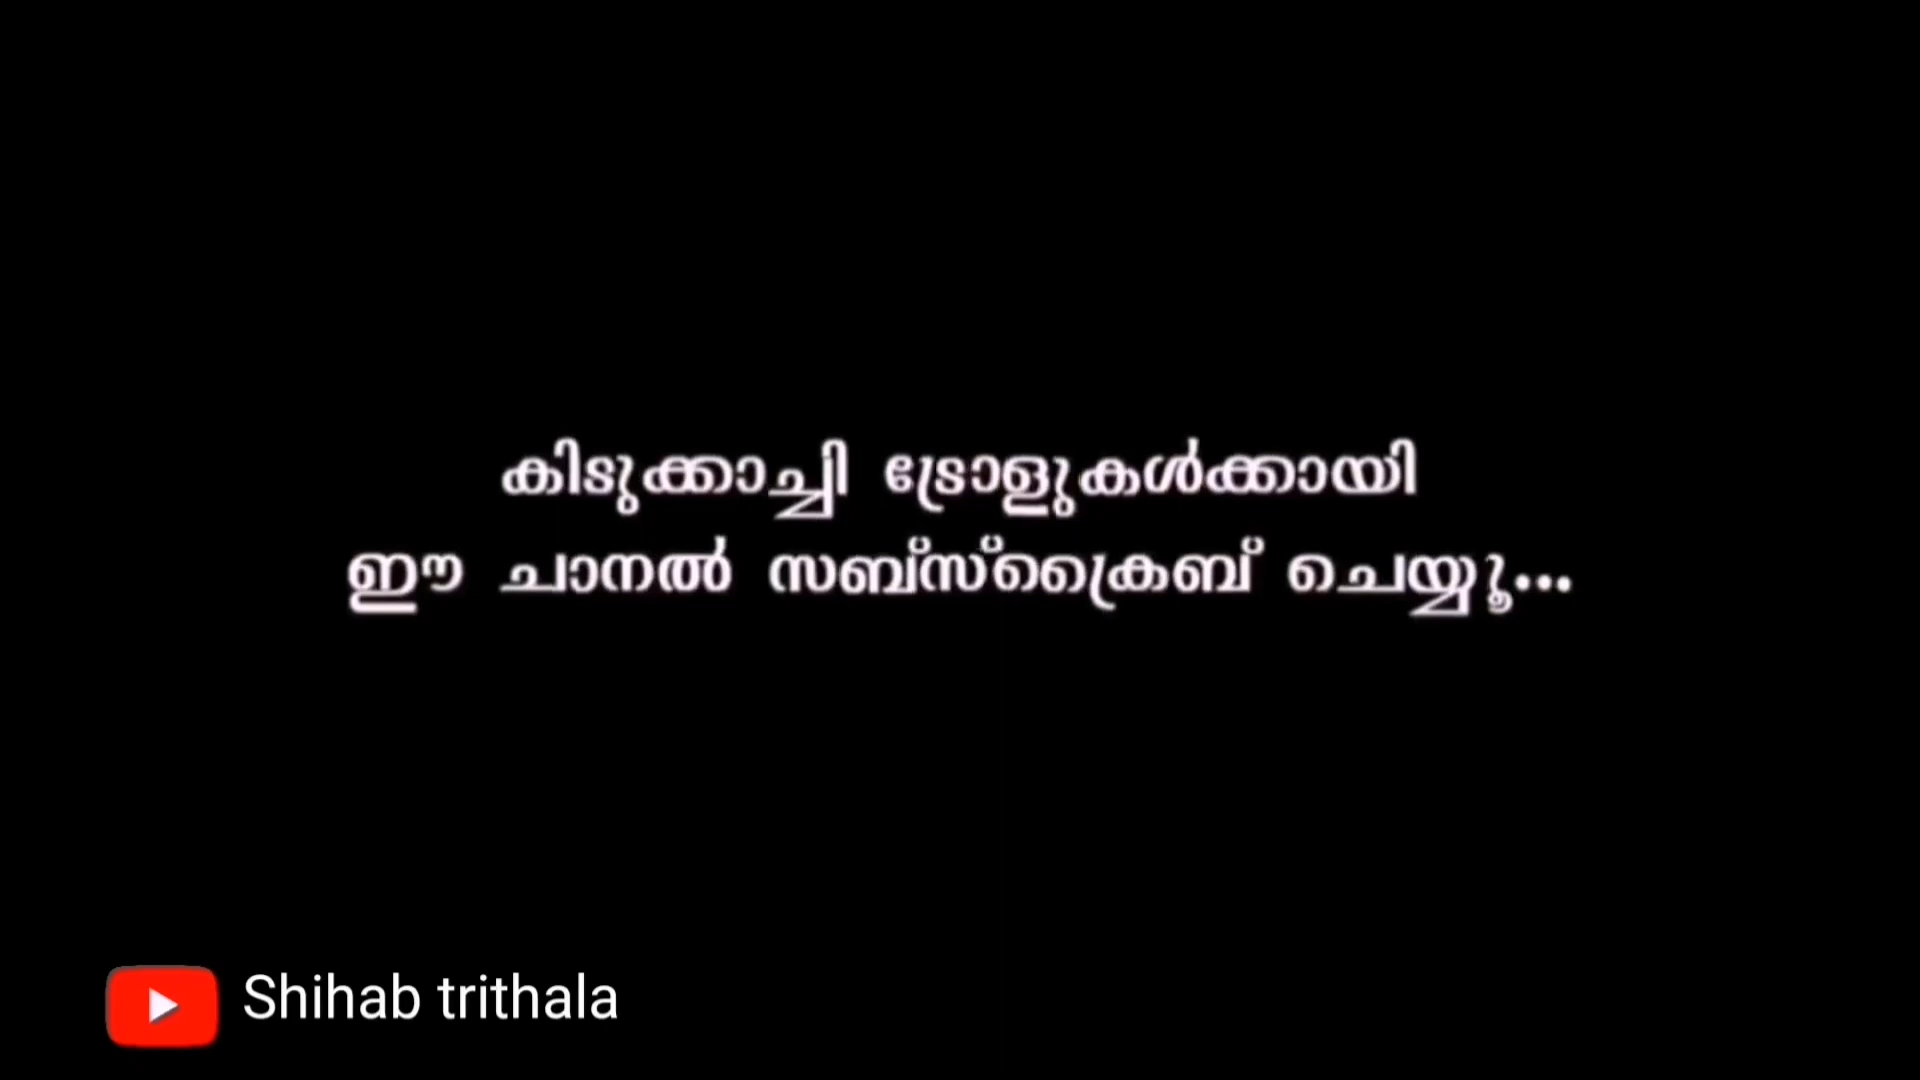 കിടുക്കാച്ചി ട്രോളുകൾക്കായി
ഈ ചാനൽ സബ്സ്ക്രൈബ് ചെയ്യൂ...
Shihab trithala